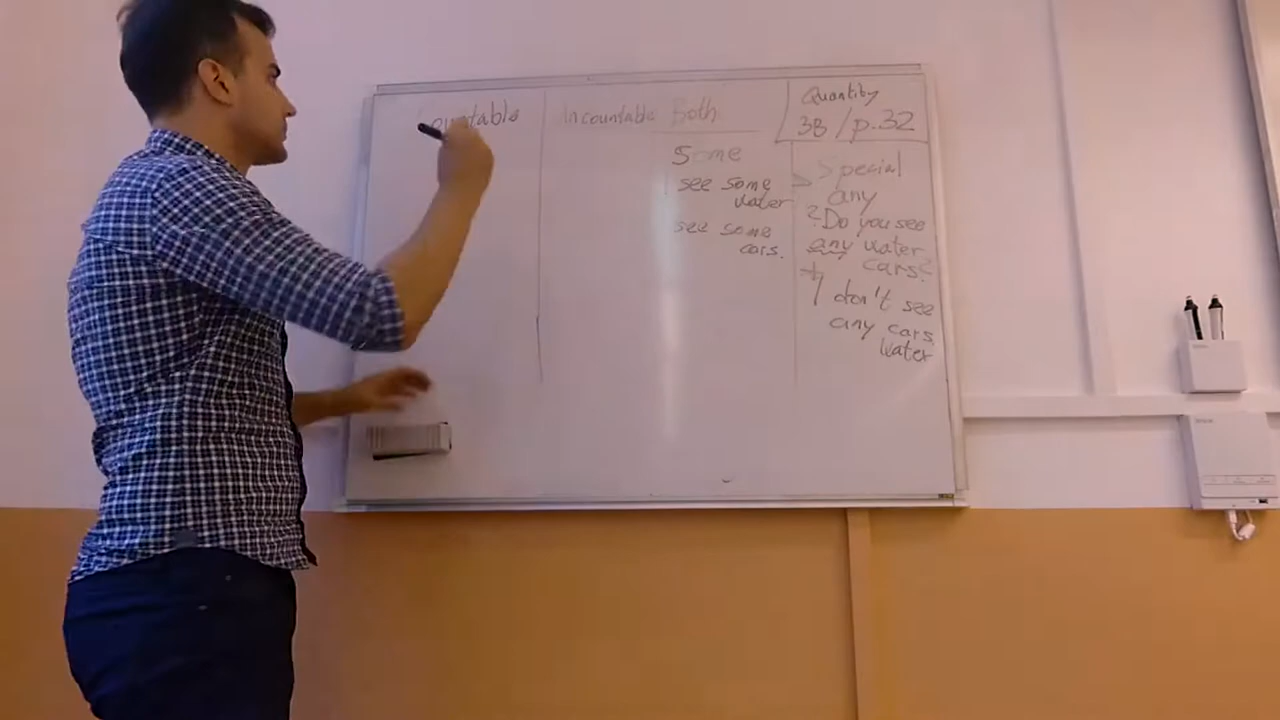 Countable
Incountable Both
Quantity
3B / p.32
Some
see some
water
see some
cars.
Special
any
? Do you see
any water
cars?
I don't see
any cars
water